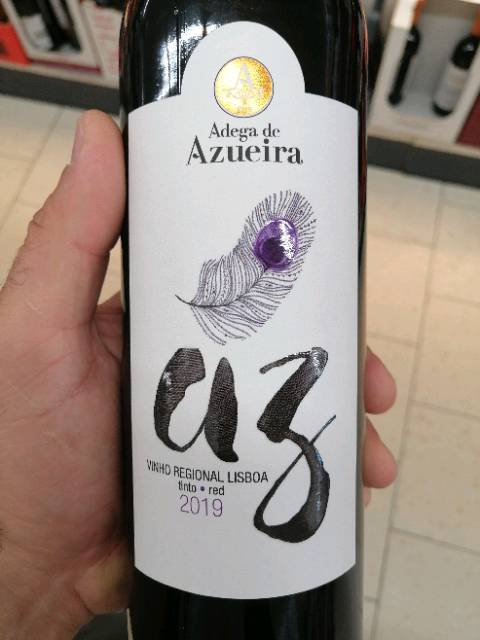 A
Adega de
Azueira
az
VINHO REGIONAL LISBOA
tinto • red
2019